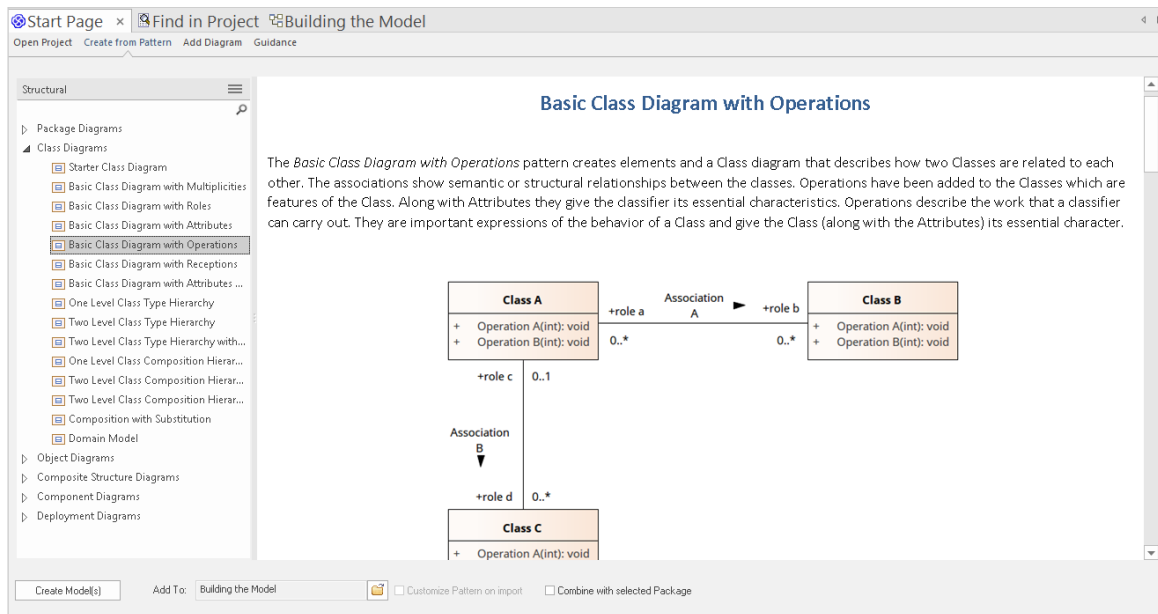 Start Page × Find in Project Building the Model
Open Project Create from Pattern Add Diagram Guidance
Structural
Package Diagrams
Class Diagrams
Starter Class Diagram
Basic Class Diagram with Multiplicities
Basic Class Diagram with Roles
Basic Class Diagram with Attributes
Basic Class Diagram with Operations
Basic Class Diagram with Receptions
Basic Class Diagram with Attributes ...
One Level Class Type Hierarchy
Two Level Class Type Hierarchy
Two Level Class Type Hierarchy with...
One Level Class Composition Hierar...
Two Level Class Composition Hierar...
Two Level Class Composition Hierar...
Composition with Substitution
Domain Model
Object Diagrams
Composite Structure Diagrams
Component Diagrams
Deployment Diagrams
Basic Class Diagram with Operations
The Basic Class Diagram with Operations pattern creates elements and a Class diagram that describes how two Classes are related to each
other. The associations show semantic or structural relationships between the classes. Operations have been added to the Classes which are
features of the Class. Along with Attributes they give the classifier its essential characteristics. Operations describe the work that a classifier
can carry out. They are important expressions of the behavior of a Class and give the Class (along with the Attributes) its essential character.
Class A
+ Operation A(int): void
+ Operation B(int): void
+role a
0..*
Association
A
+role b
0..*
Class B
+ Operation A(int): void
+ Operation B(int): void
+role c 0..1
Association
B
+role d 0..*
Class C
+ Operation A(int): void
Create Model(s) Add To: Building the Model Customize Pattern on import Combine with selected Package